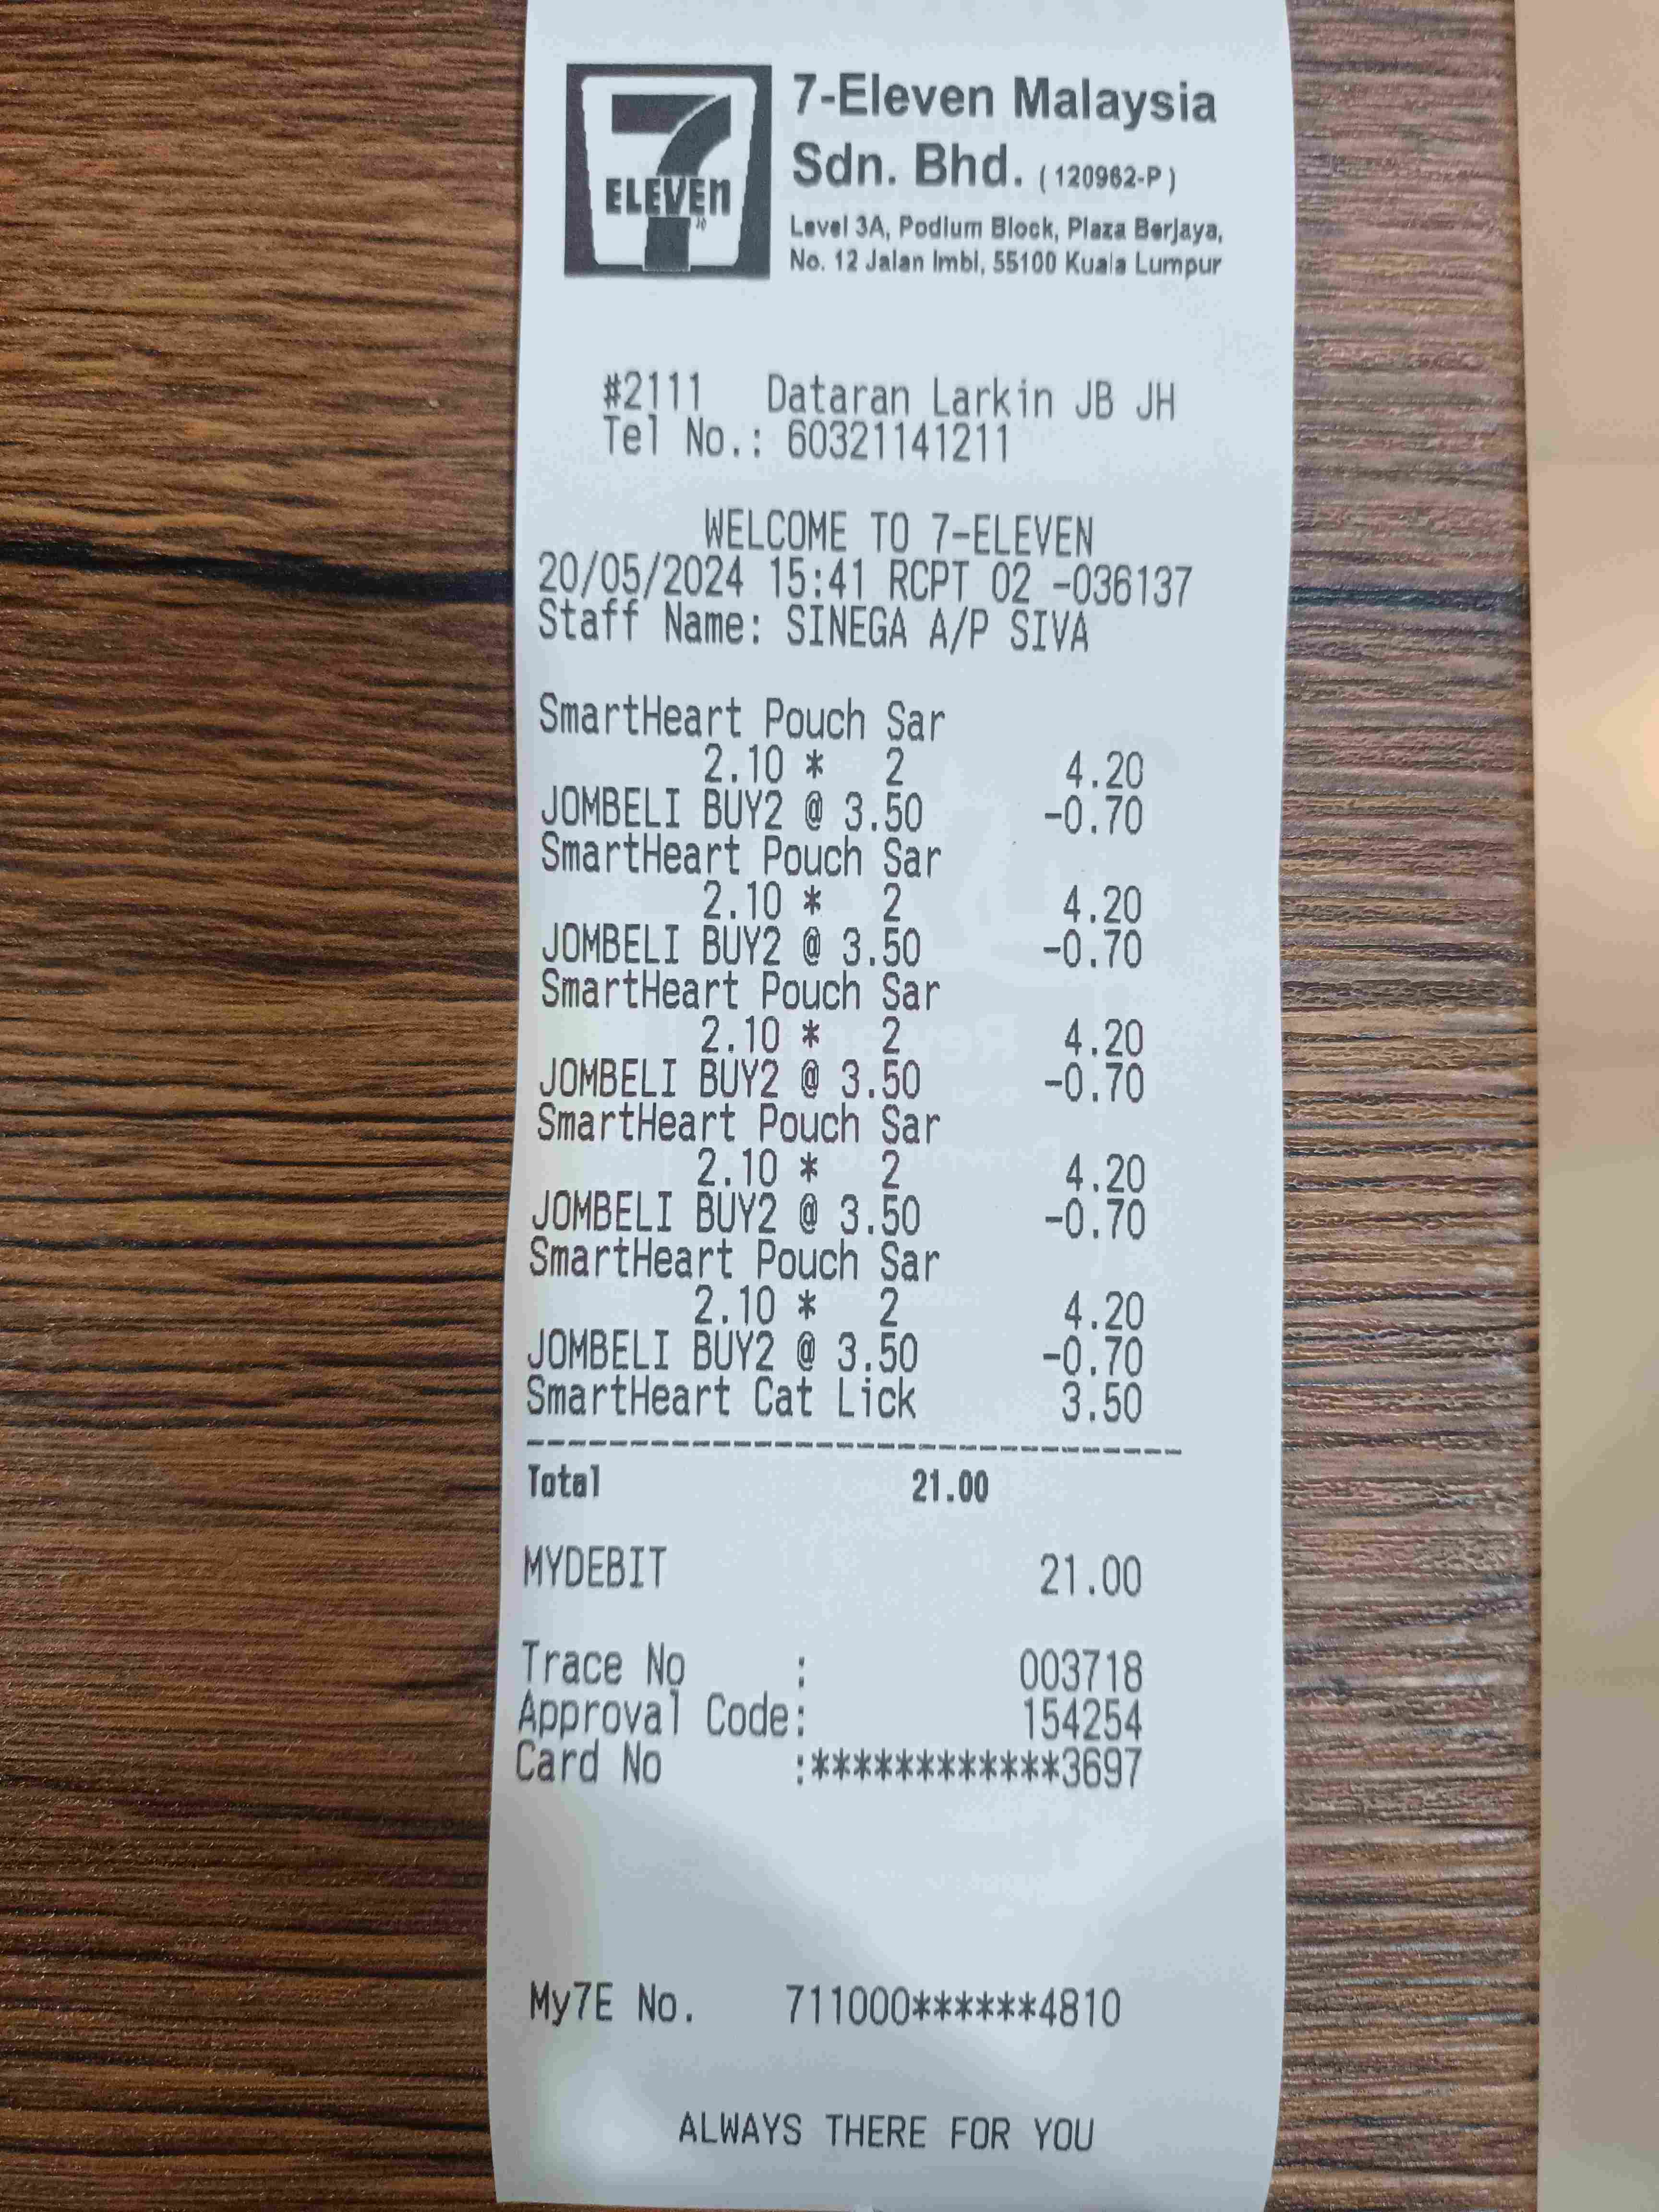 7
ELEVEn
7-Eleven Malaysia
Sdn. Bhd. (120962-P)
Level 3A, Podium Block, Plaza Berjaya,
No. 12 Jalan Imbi, 55100 Kuala Lumpur
#2111 Dataran Larkin JB JH
Tel No.: 60321141211
WELCOME TO 7-ELEVEN
20/05/2024 15:41 RCPT 02 -036137
Staff Name: SINEGA A/P SIVA
SmartHeart Pouch Sar
2.10 * 2 4.20
JOMBELI BUY2 @ 3.50 -0.70
SmartHeart Pouch Sar
2.10 * 2 4.20
JOMBELI BUY2 @ 3.50 -0.70
SmartHeart Pouch Sar
2.10 * 2 4.20
JOMBELI BUY2 @ 3.50 -0.70
SmartHeart Pouch Sar
2.10 * 2 4.20
JOMBELI BUY2 @ 3.50 -0.70
SmartHeart Pouch Sar
2.10 * 2 4.20
JOMBELI BUY2 @ 3.50 -0.70
SmartHeart Cat Lick 3.50
Total 21.00
MYDEBIT 21.00
Trace No : 003718
Approval Code: 154254
Card No :************3697
My7E No. 711000******4810
ALWAYS THERE FOR YOU